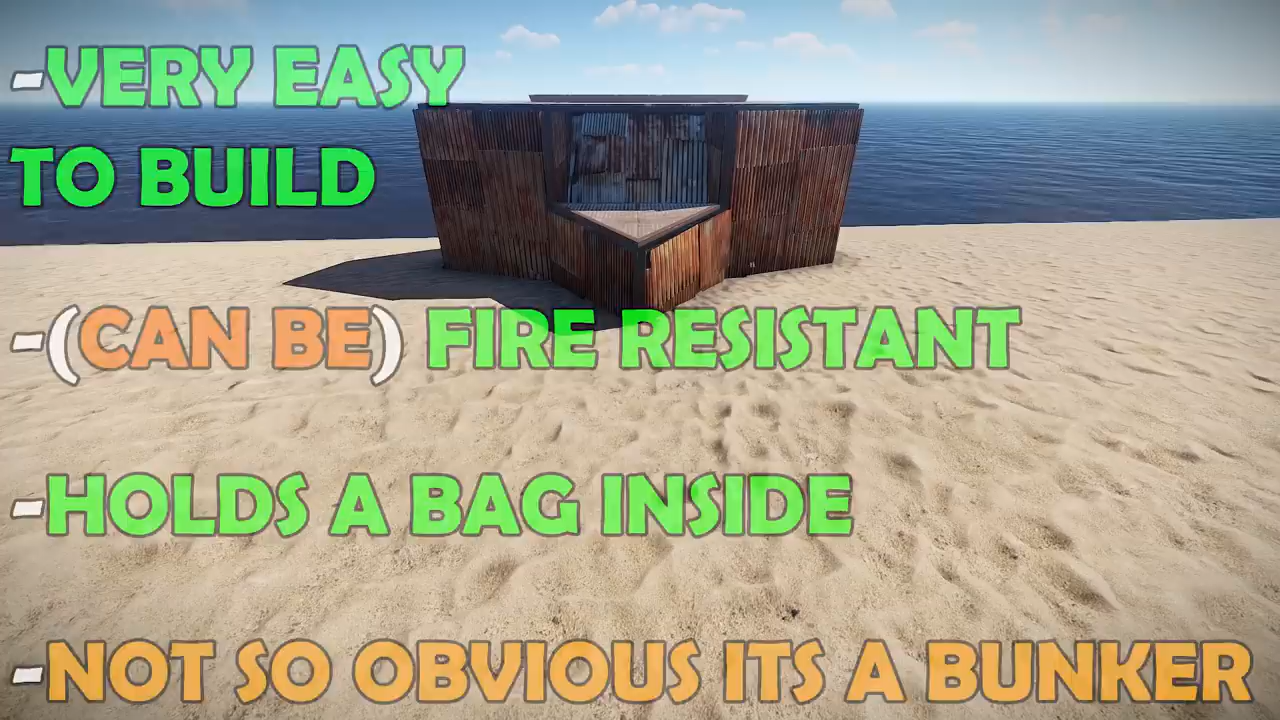 -VERY EASY
TO BUILD
-(CAN BE) FIRE RESISTANT
-HOLDS A BAG INSIDE
-NOT SO OBVIOUS ITS A BUNKER